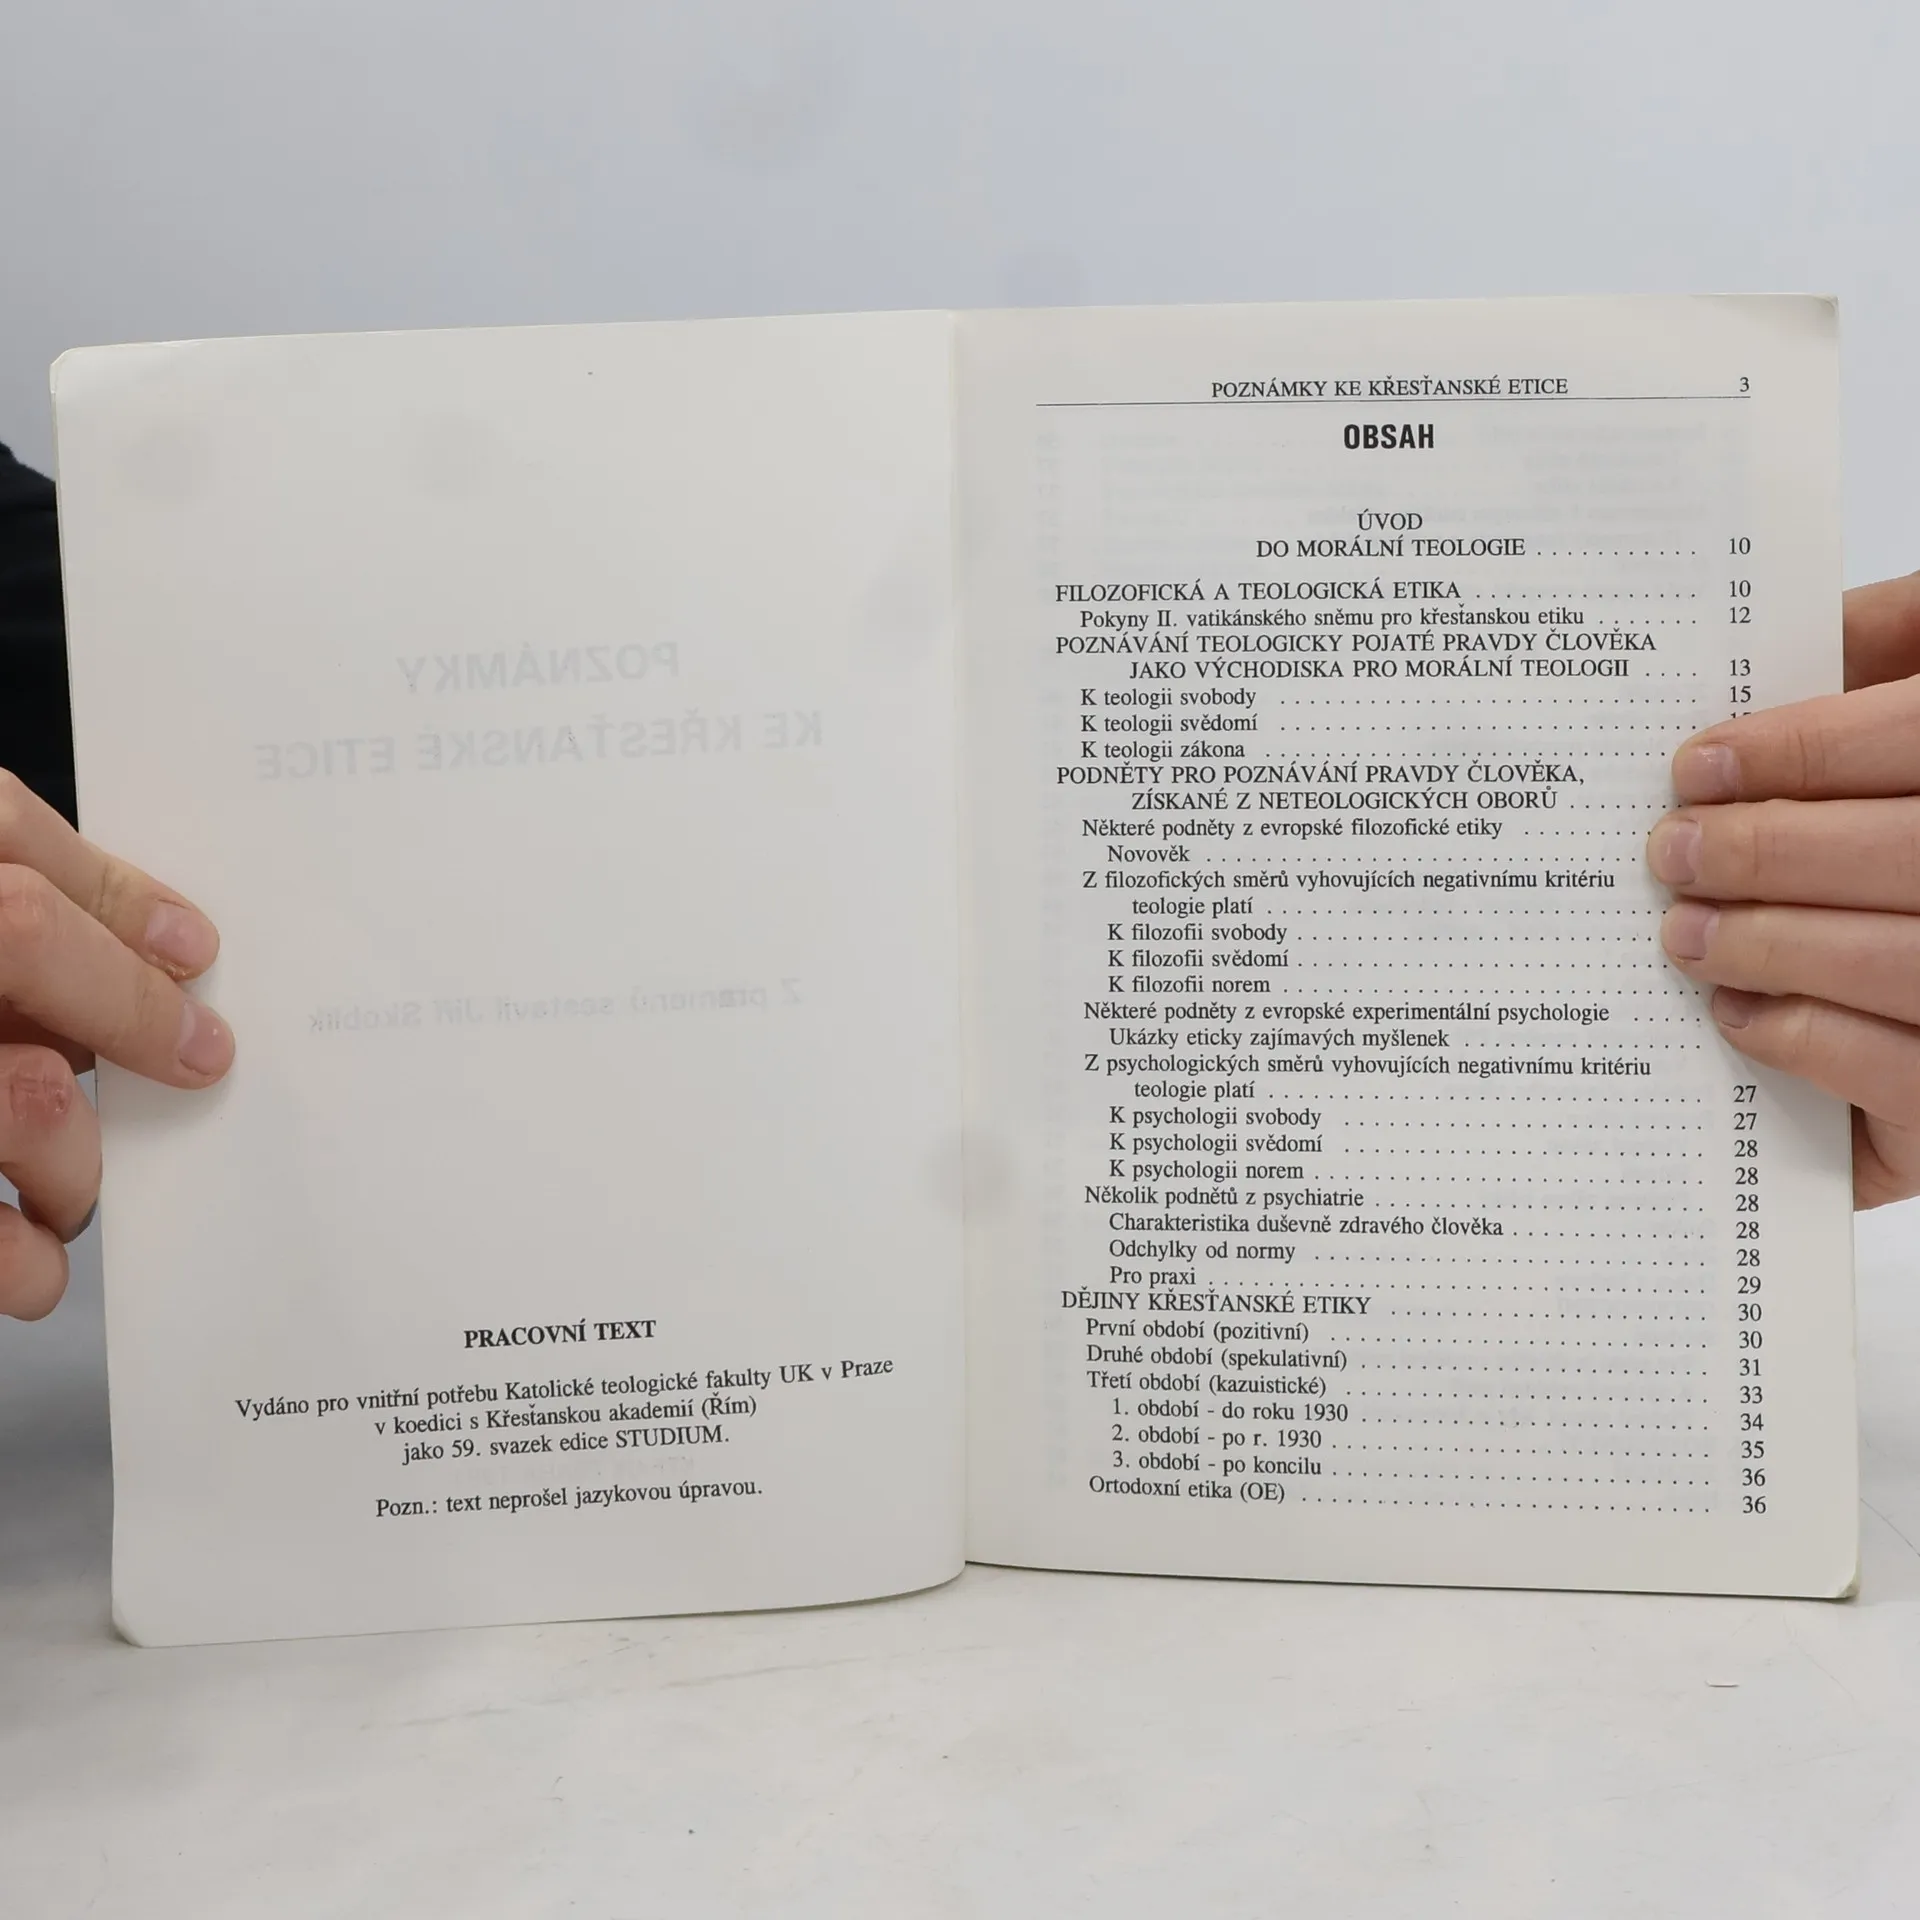 POZNÁMKY
KE KŘESŤANSKÉ ETICE
Z pramenů sestavil Jiří Skoblík
PRACOVNÍ TEXT
Vydáno pro vnitřní potřebu Katolické teologické fakulty UK v Praze
v koedici s Křesťanskou akademií (Řím)
jako 59. svazek edice STUDIUM.
Pozn.: text neprošel jazykovou úpravou.
POZNÁMKY KE KŘESŤANSKÉ ETICE 3
OBSAH
ÚVOD
DO MORÁLNÍ TEOLOGIE . . . . . . . . . . . 10
FILOZOFICKÁ A TEOLOGICKÁ ETIKA . . . . . . . . . . . . . . . 10
Pokyny II. vatikánského sněmu pro křesťanskou etiku . . . . . . . 12
POZNÁVÁNÍ TEOLOGICKY POJATÉ PRAVDY ČLOVĚKA
JAKO VÝCHODISKA PRO MORÁLNÍ TEOLOGII . . . . 13
K teologii svobody . . . . . . . . . . . . . . . . . . . . . . . . . . . . 15
K teologii svědomí . . . . . . . . . . . . . . . . . . . . . . . . . . . .
K teologii zákona . . . . . . . . . . . . . . . . . . . . . . . . . . .
PODNĚTY PRO POZNÁVÁNÍ PRAVDY ČLOVĚKA,
ZÍSKANÉ Z NETEOLOGICKÝCH OBORŮ . . . . . . . .
Některé podněty z evropské filozofické etiky . . . . . . . . .
Novověk . . . . . . . . . . . . . . . . . . . . . . . . . . . . .
Z filozofických směrů vyhovujících negativnímu kritériu
teologie platí . . . . . . . . . . . . . . . . . . . . . . . . . . .
K filozofii svobody . . . . . . . . . . . . . . . . . . . . . . . .
K filozofii svědomí . . . . . . . . . . . . . . . . . . . . . . . . .
K filozofii norem . . . . . . . . . . . . . . . . . . . . . . . . . . . .
Některé podněty z evropské experimentální psychologie . . . . .
Ukázky eticky zajímavých myšlenek . . . . . . . . . . . . . . . .
Z psychologických směrů vyhovujících negativnímu kritériu
teologie platí . . . . . . . . . . . . . . . . . . . . . . . . . . . . . 27
K psychologii svobody . . . . . . . . . . . . . . . . . . . . . . . . 27
K psychologii svědomí . . . . . . . . . . . . . . . . . . . . . . . . 28
K psychologii norem . . . . . . . . . . . . . . . . . . . . . . . . . . 28
Několik podnětů z psychiatrie . . . . . . . . . . . . . . . . . . . . . . 28
Charakteristika duševně zdravého člověka . . . . . . . . . . . . . 28
Odchylky od normy . . . . . . . . . . . . . . . . . . . . . . . . . . 28
Pro praxi . . . . . . . . . . . . . . . . . . . . . . . . . . . . . . . . . 29
DĚJINY KŘESŤANSKÉ ETIKY . . . . . . . . . . . . . . . . . . . . . 30
První období (pozitivní) . . . . . . . . . . . . . . . . . . . . . . . . . 30
Druhé období (spekulativní) . . . . . . . . . . . . . . . . . . . . . . . 31
Třetí období (kazuistické) . . . . . . . . . . . . . . . . . . . . . . . . 33
1. období - do roku 1930 . . . . . . . . . . . . . . . . . . . . . . . 34
2. období - po r. 1930 . . . . . . . . . . . . . . . . . . . . . . . . . 35
3. období - po koncilu . . . . . . . . . . . . . . . . . . . . . . . . . 36
Ortodoxní etika (OE) . . . . . . . . . . . . . . . . . . . . . . . . . . . 36